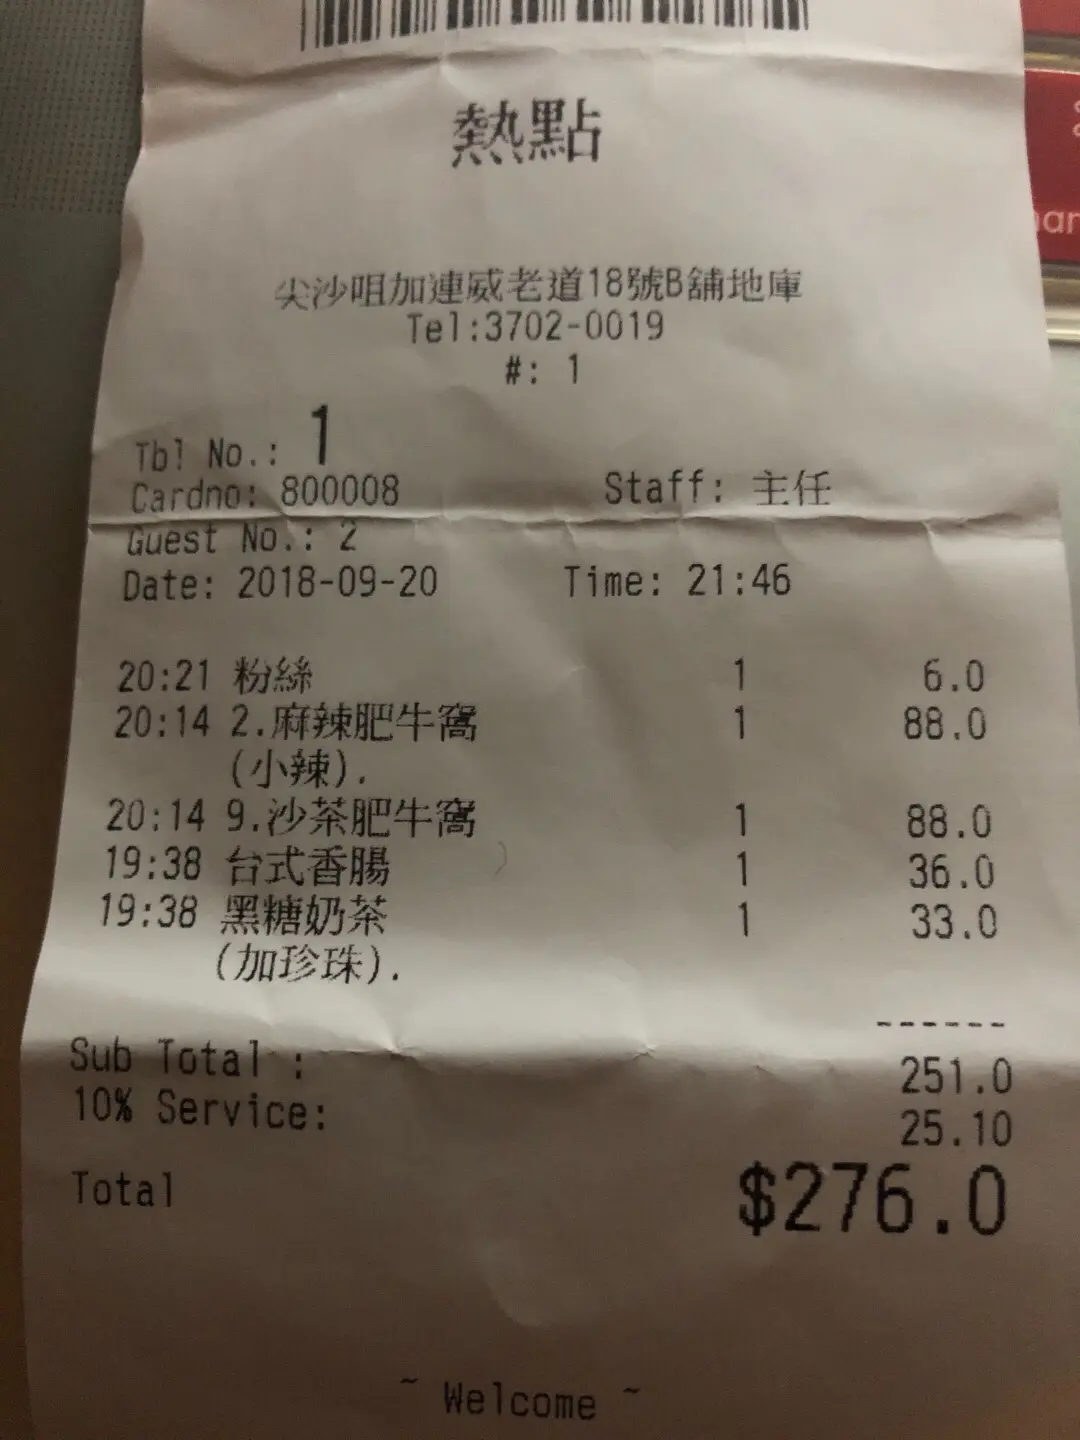 熱點
尖沙咀加連威老道18號B舖地庫
Tel:3702-0019
#: 1
Tbl No.: 1
Cardno: 800008 Staff: 主任
Guest No.: 2
Date: 2018-09-20 Time: 21:46
20:21 粉絲 1 6.0
20:14 2.麻辣肥牛窩 1 88.0
(小辣).
20:14 9.沙茶肥牛窩 1 88.0
19:38 台式香腸 1 36.0
19:38 黑糖奶茶 1 33.0
(加珍珠).
------
Sub Total : 251.0
10% Service: 25.10
Total $276.0
~ Welcome ~